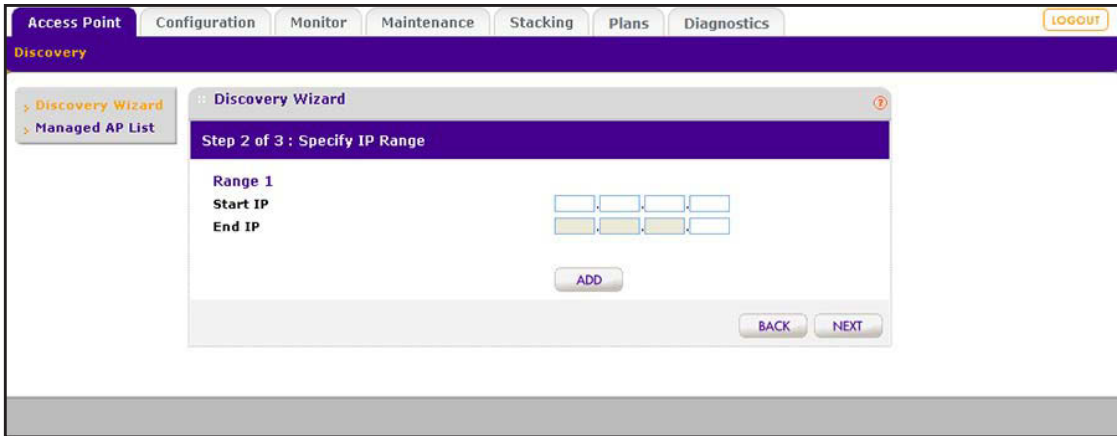 Access Point Configuration Monitor Maintenance Stacking Plans Diagnostics LOGOUT
Discovery
Discovery Wizard
Managed AP List
Discovery Wizard ?
Step 2 of 3 : Specify IP Range
Range 1
Start IP . . .
End IP . . .
ADD
BACK NEXT